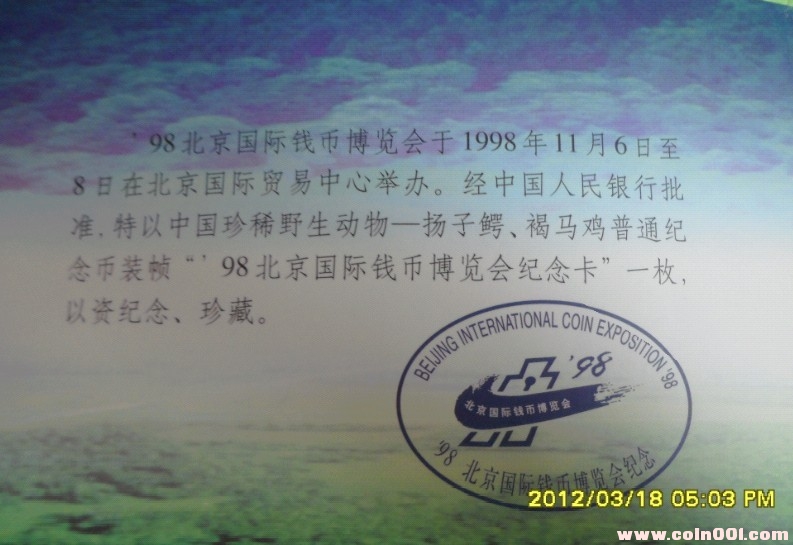 '98北京国际钱币博览会于1998年11月6日至
8日在北京国际贸易中心举办。经中国人民银行批
准,特以中国珍稀野生动物—扬子鳄、褐马鸡普通纪
念币装帧“'98北京国际钱币博览会纪念卡”一枚,
以资纪念、珍藏。
BEIJING INTERNATIONAL COIN EXPOSITION '98
'98
北京国际钱币博览会
'98 北京国际钱币博览会纪念
2012/03/18 05:03 PM
www.coin001.com